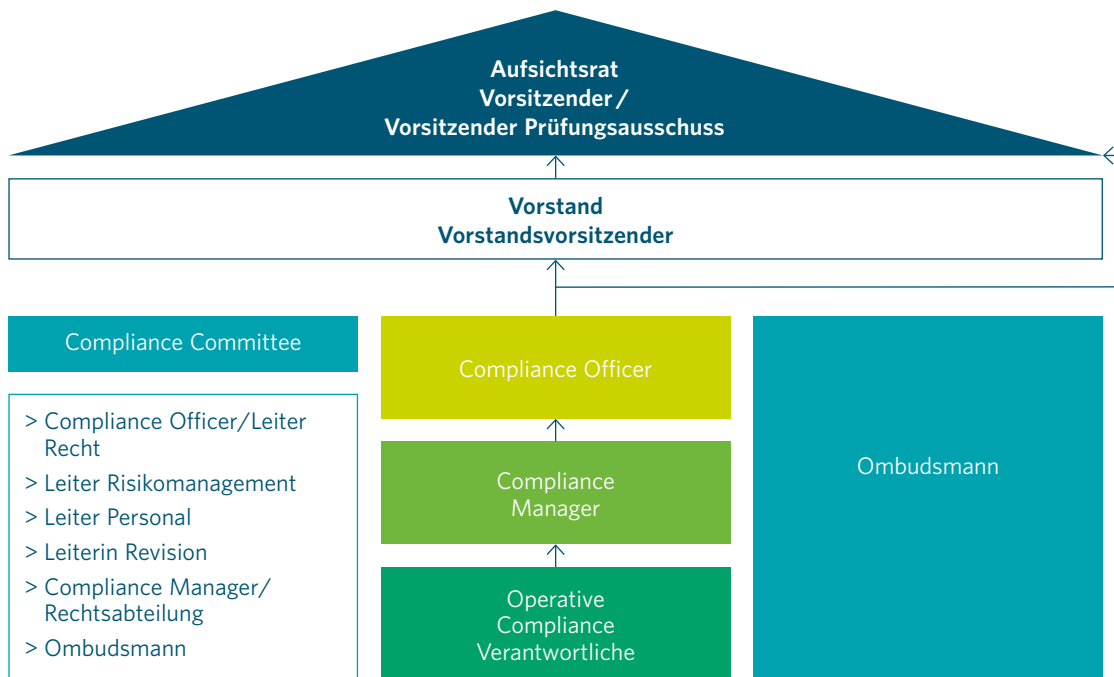 Aufsichtsrat
Vorsitzender /
Vorsitzender Prüfungsausschuss
Vorstand
Vorstandsvorsitzender
Compliance Committee
> Compliance Officer/Leiter
Recht
> Leiter Risikomanagement
> Leiter Personal
> Leiterin Revision
> Compliance Manager/
Rechtsabteilung
> Ombudsmann
Compliance Officer
Compliance
Manager
Operative
Compliance
Verantwortliche
Ombudsmann